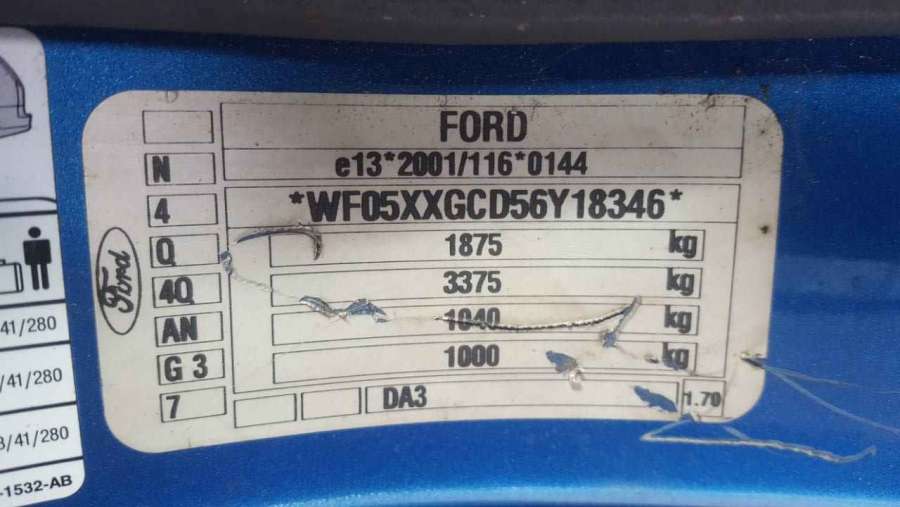 FORD
N e13*2001/116*0144
4 *WF05XXGCD56Y18346*
Q 1875 kg
4Q 3375 kg
AN 1040 kg
G 3 1000 kg
7 DA3 1.70
Ford
41/280
/41/280
3/41/280
-1532-AB